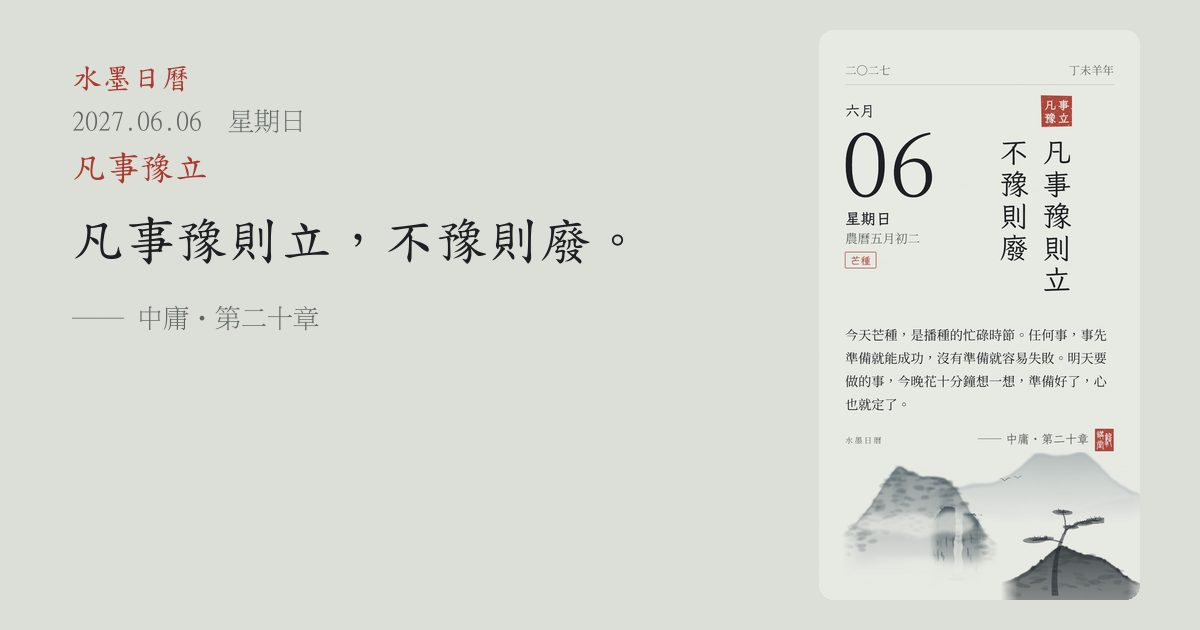 水墨日曆
2027.06.06 星期日
凡事豫立
凡事豫則立，不豫則廢。
—— 中庸・第二十章
二〇二七
丁未羊年
六月
06
星期日
農曆五月初二
芒種
凡事豫立
凡事豫則立
不豫則廢
今天芒種，是播種的忙碌時節。任何事，事先
準備就能成功，沒有準備就容易失敗。明天要
做的事，今晚花十分鐘想一想，準備好了，心
也就定了。
水墨日曆
—— 中庸・第二十章